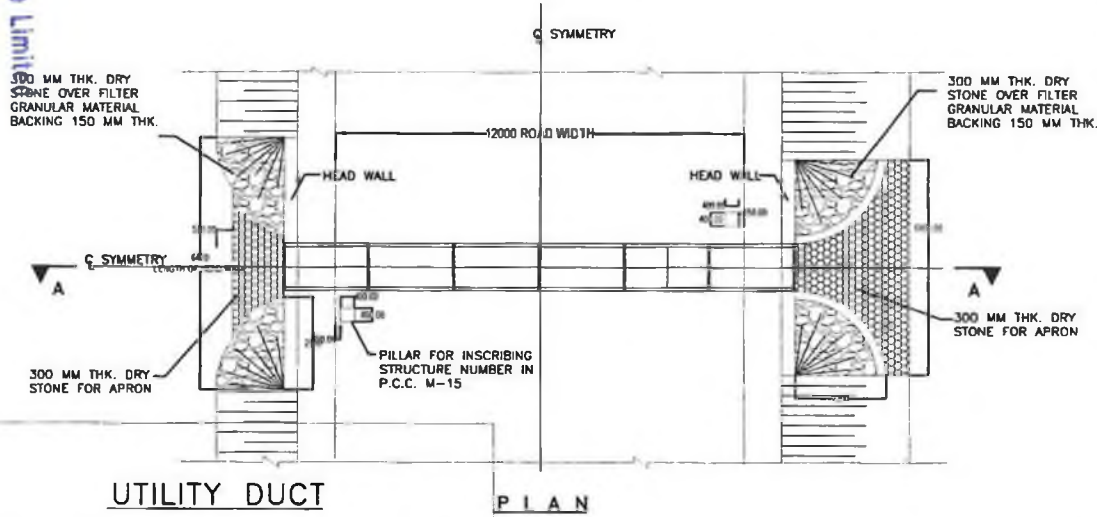 Limited
℄ SYMMETRY
300 MM THK. DRY
STONE OVER FILTER
GRANULAR MATERIAL
BACKING 150 MM THK.
300 MM THK. DRY
STONE OVER FILTER
GRANULAR MATERIAL
BACKING 150 MM THK.
12000 ROAD WIDTH
HEAD WALL
HEAD WALL
℄ SYMMETRY
A
A
300 MM THK. DRY
STONE FOR APRON
300 MM THK. DRY
STONE FOR APRON
PILLAR FOR INSCRIBING
STRUCTURE NUMBER IN
P.C.C. M-15
UTILITY DUCT
PLAN